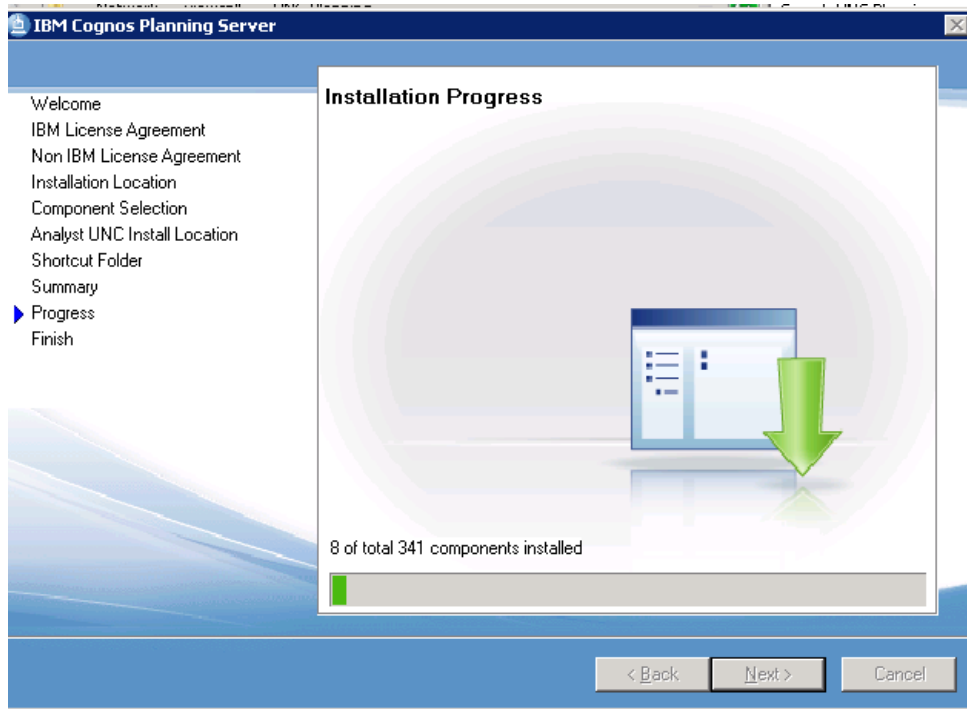 IBM Cognos Planning Server
Welcome
IBM License Agreement
Non IBM License Agreement
Installation Location
Component Selection
Analyst UNC Install Location
Shortcut Folder
Summary
Progress
Finish
Installation Progress
8 of total 341 components installed
< Back
Next >
Cancel